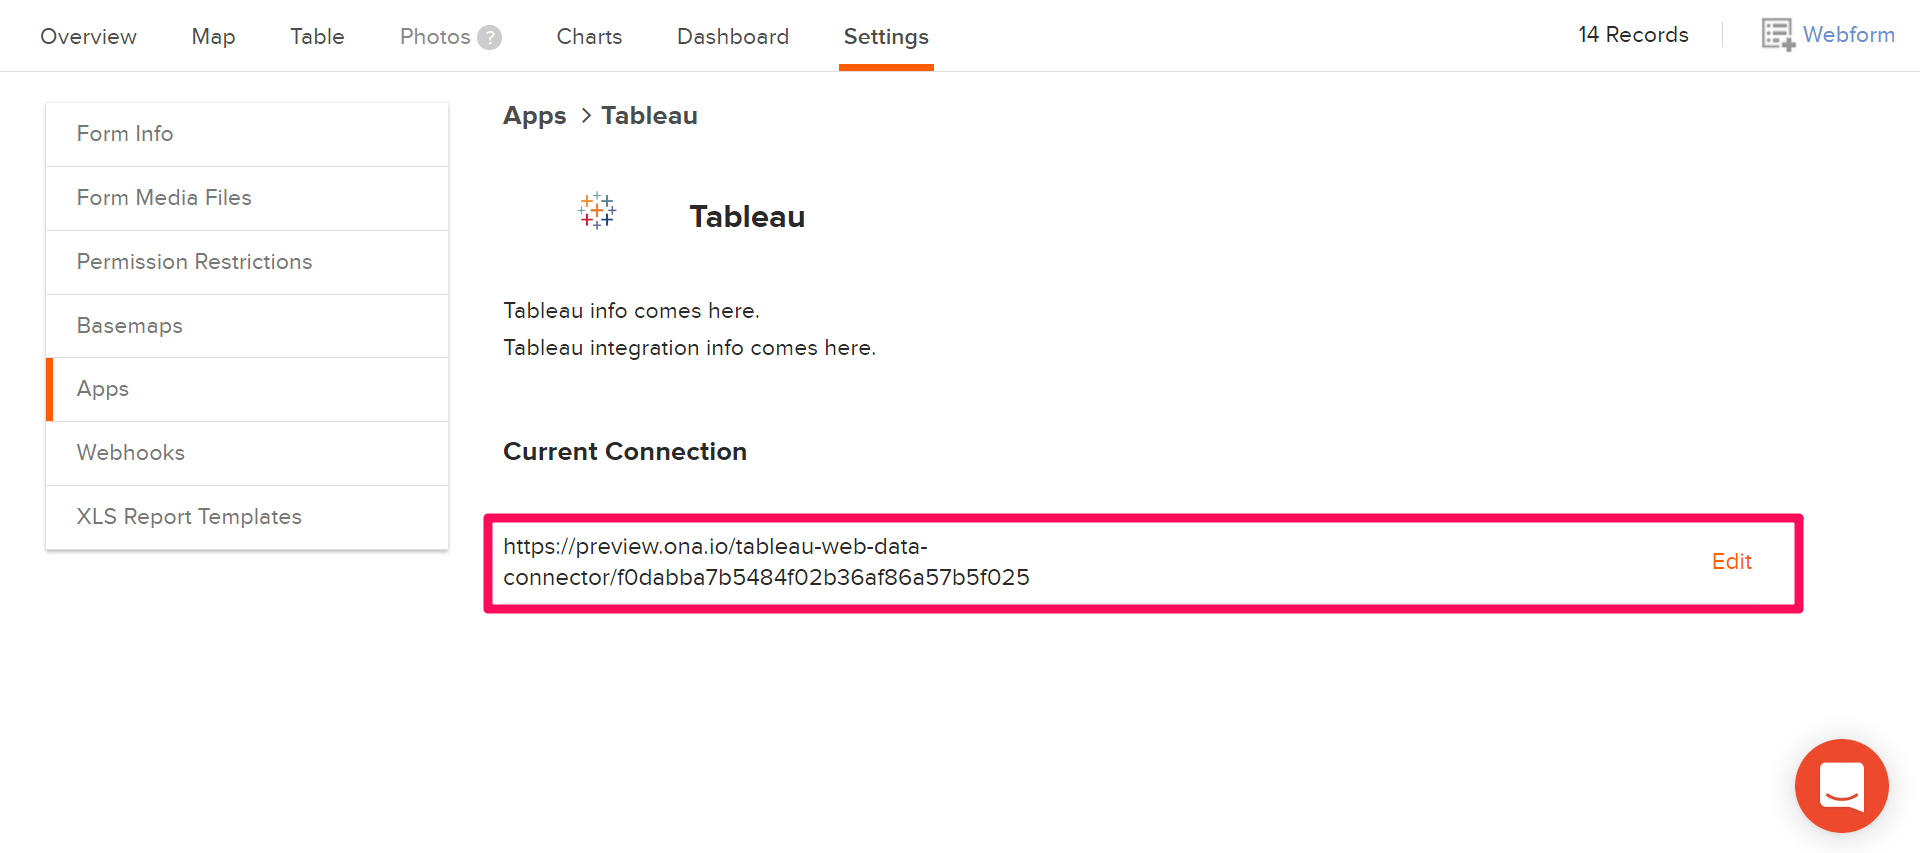 Overview Map Table Photos ? Charts Dashboard Settings 14 Records Webform
Form Info
Form Media Files
Permission Restrictions
Basemaps
Apps
Webhooks
XLS Report Templates
Apps > Tableau
Tableau
Tableau info comes here.
Tableau integration info comes here.
Current Connection
https://preview.ona.io/tableau-web-data-
connector/f0dabba7b5484f02b36af86a57b5f025
Edit